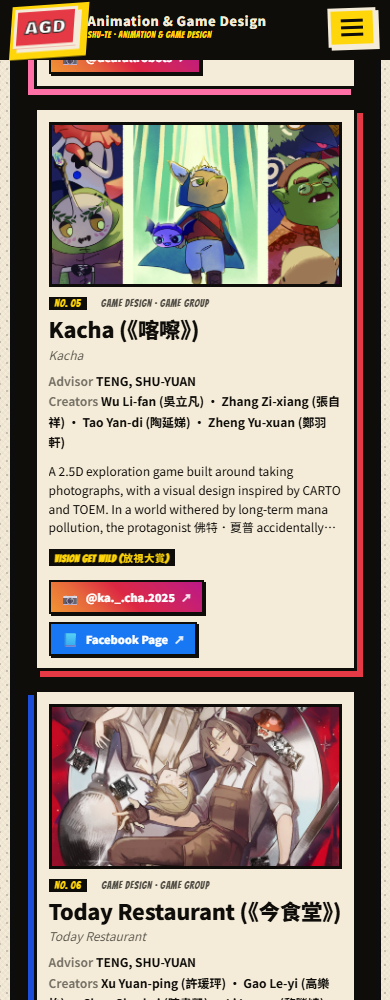 AGD
Animation & Game Design
SHU-TE · ANIMATION & GAME DESIGN
NO. 05
GAME DESIGN · GAME GROUP
Kacha (《喀嚓》)
Kacha
Advisor TENG, SHU-YUAN
Creators Wu Li-fan (吳立凡) · Zhang Zi-xiang (張自
祥) · Tao Yan-di (陶延娣) · Zheng Yu-xuan (鄭羽
軒)
A 2.5D exploration game built around taking
photographs, with a visual design inspired by CARTO
and TOEM. In a world withered by long-term mana
pollution, the protagonist 佛特・夏普 accidentally…
VISION GET WILD 《放視大賞》
@ka._.cha.2025 ↗
Facebook Page ↗
NO. 06
GAME DESIGN · GAME GROUP
Today Restaurant (《今食堂》)
Today Restaurant
Advisor TENG, SHU-YUAN
Creators Xu Yuan-ping (許瑗玶) · Gao Le-yi (高樂